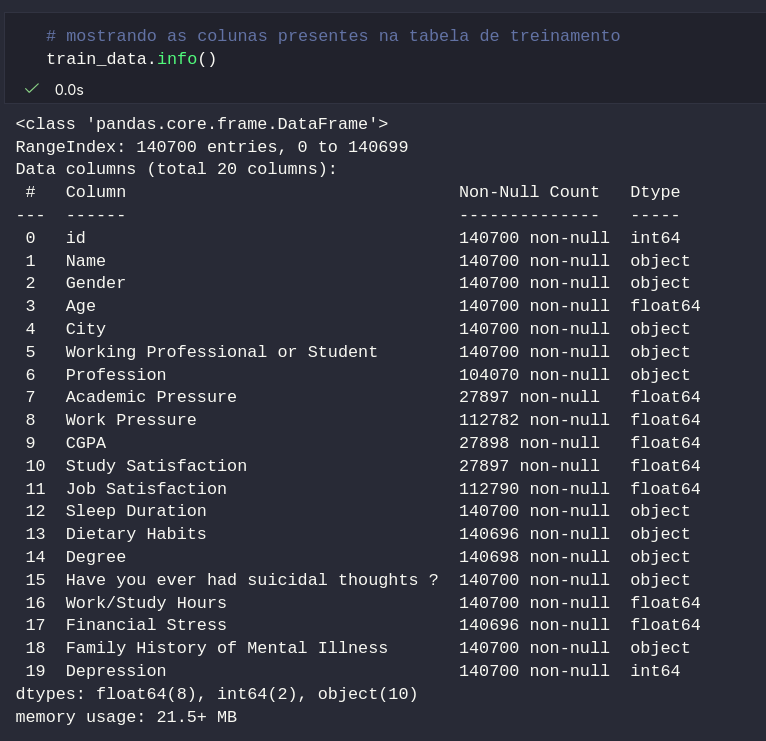 # mostrando as colunas presentes na tabela de treinamento
train_data.info()
0.0s
<class 'pandas.core.frame.DataFrame'>
RangeIndex: 140700 entries, 0 to 140699
Data columns (total 20 columns):
 #   Column                                 Non-Null Count   Dtype
---  ------                                 --------------   -----
 0   id                                     140700 non-null  int64
 1   Name                                   140700 non-null  object
 2   Gender                                 140700 non-null  object
 3   Age                                    140700 non-null  float64
 4   City                                   140700 non-null  object
 5   Working Professional or Student        140700 non-null  object
 6   Profession                             104070 non-null  object
 7   Academic Pressure                      27897 non-null   float64
 8   Work Pressure                          112782 non-null  float64
 9   CGPA                                   27898 non-null   float64
 10  Study Satisfaction                     27897 non-null   float64
 11  Job Satisfaction                       112790 non-null  float64
 12  Sleep Duration                         140700 non-null  object
 13  Dietary Habits                         140696 non-null  object
 14  Degree                                 140698 non-null  object
 15  Have you ever had suicidal thoughts ?  140700 non-null  object
 16  Work/Study Hours                       140700 non-null  float64
 17  Financial Stress                       140696 non-null  float64
 18  Family History of Mental Illness       140700 non-null  object
 19  Depression                             140700 non-null  int64
dtypes: float64(8), int64(2), object(10)
memory usage: 21.5+ MB